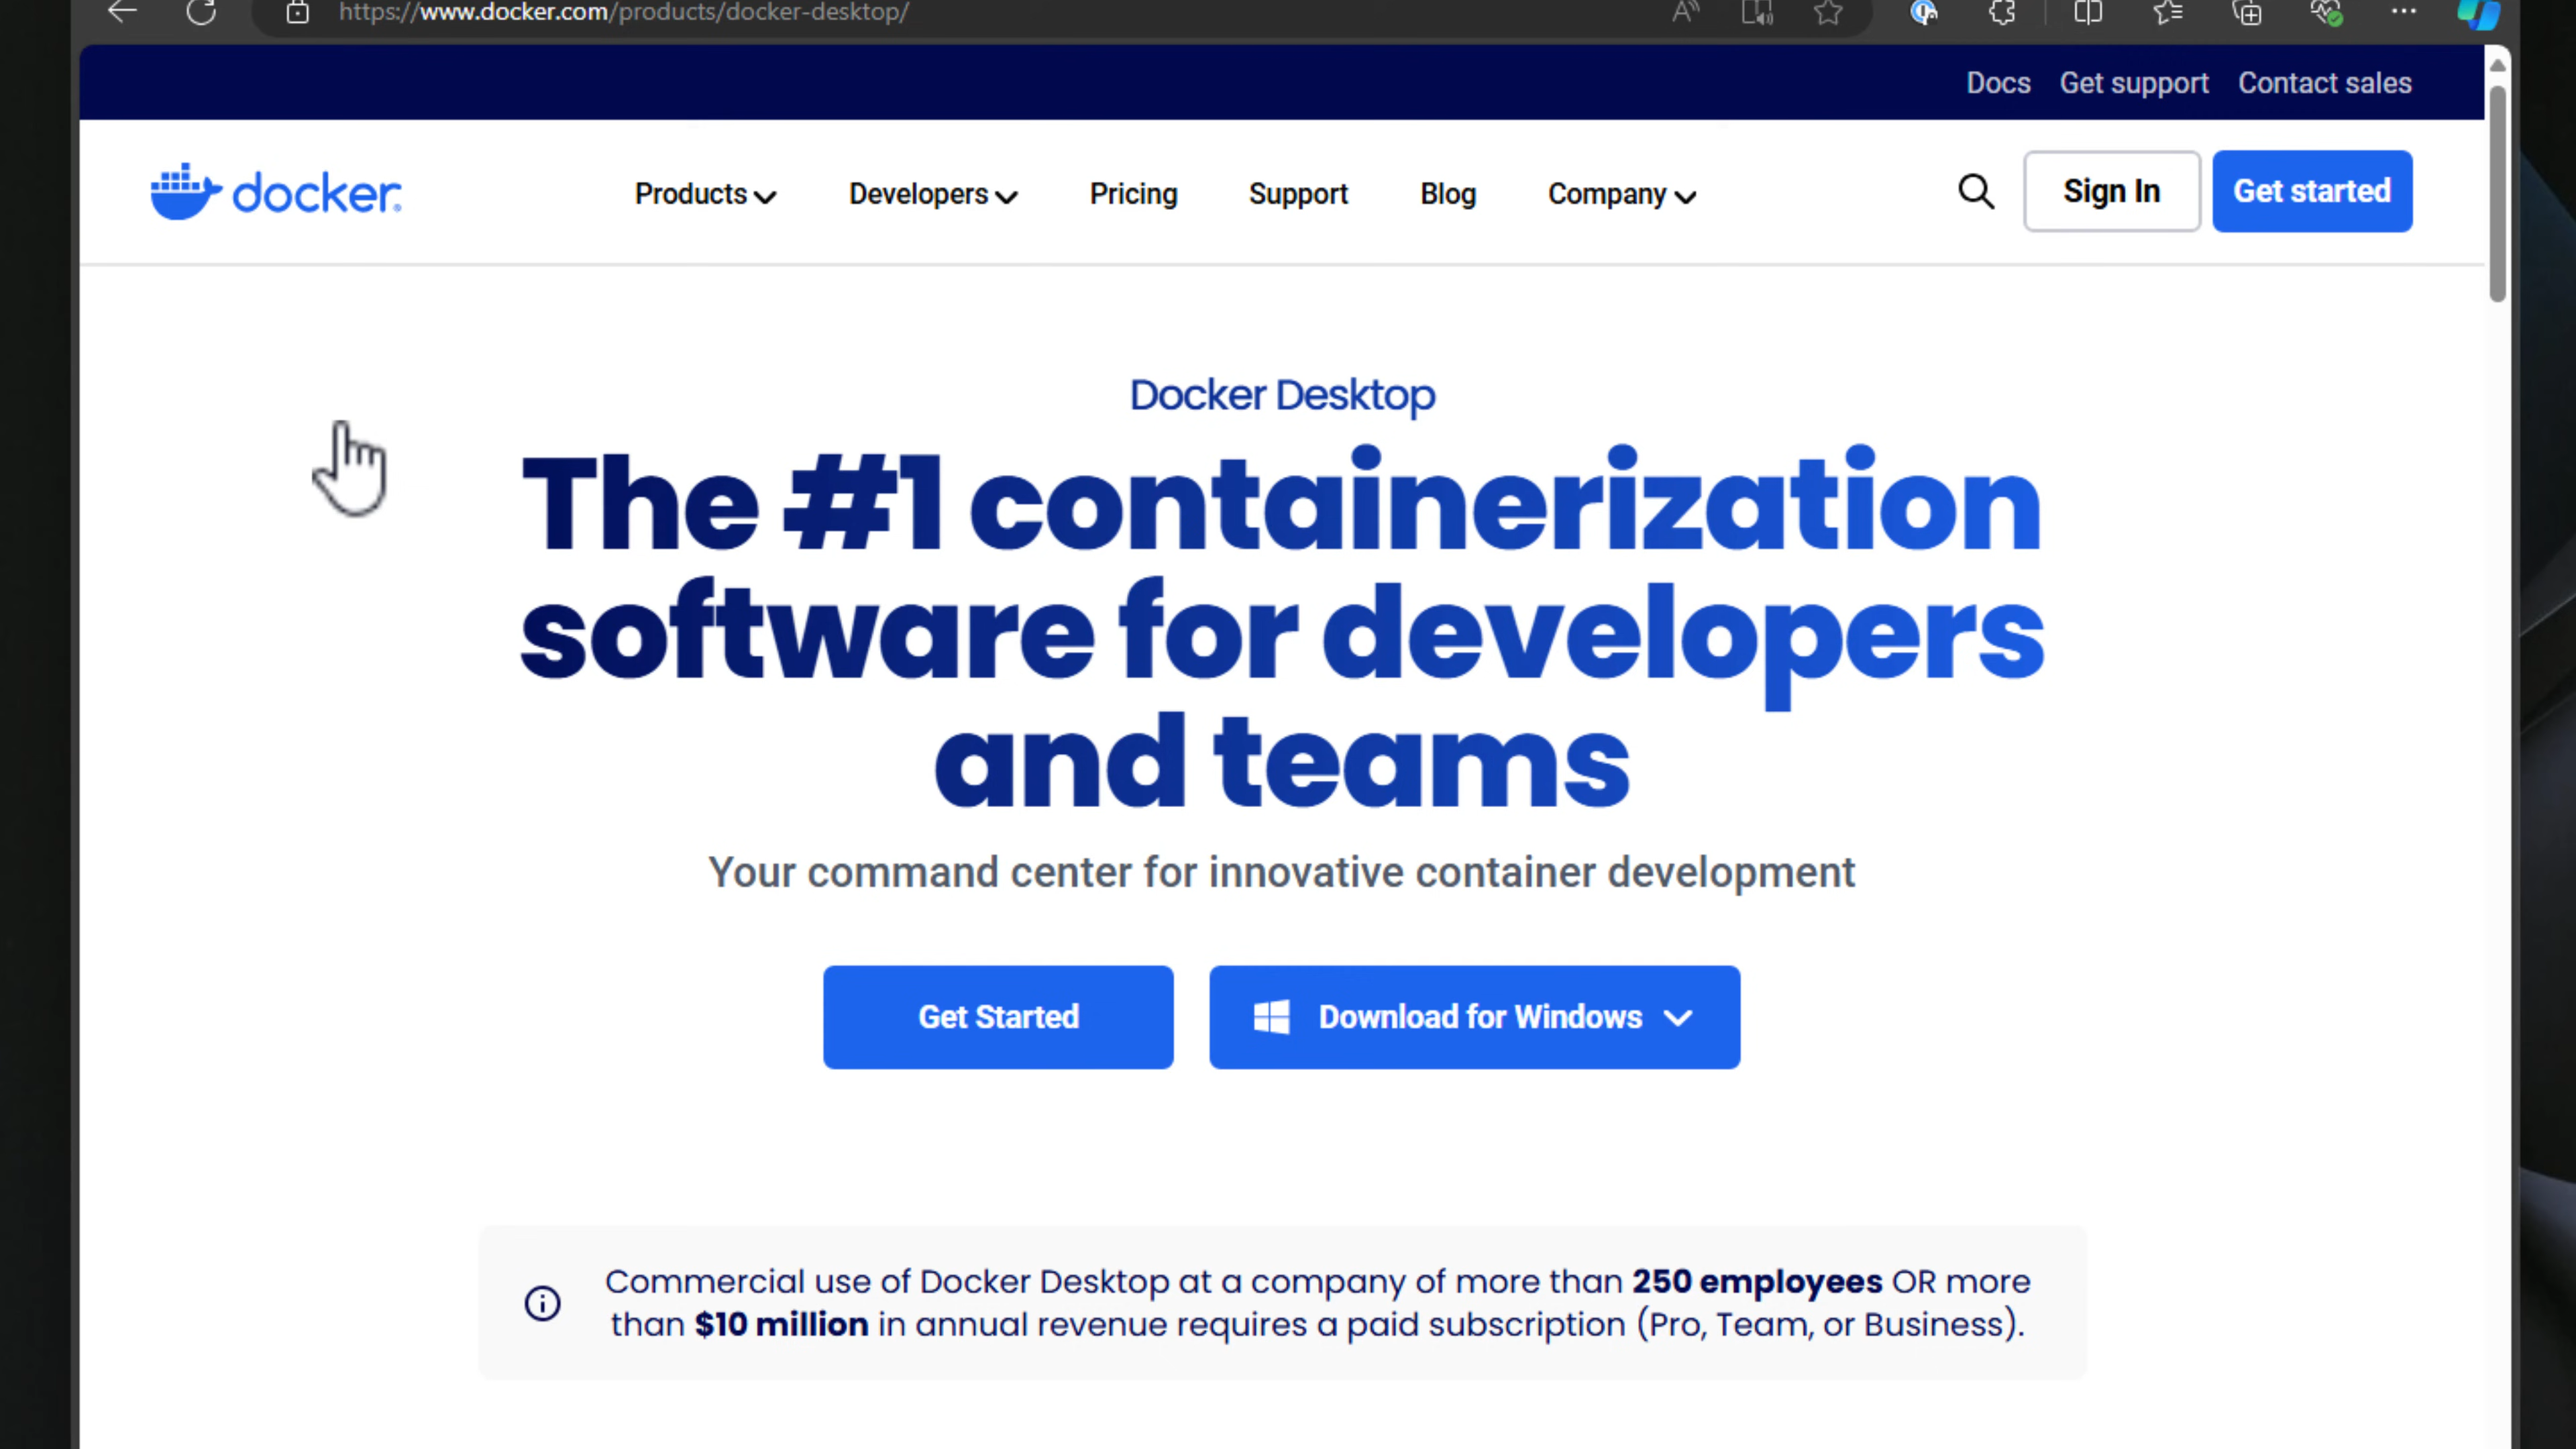 https://www.docker.com/products/docker-desktop/
Docs Get support Contact sales
docker.
Products Developers Pricing Support Blog Company Sign In Get started
Docker Desktop
The #1 containerization
software for developers
and teams
Your command center for innovative container development
Get Started Download for Windows
Commercial use of Docker Desktop at a company of more than 250 employees OR more
than $10 million in annual revenue requires a paid subscription (Pro, Team, or Business).